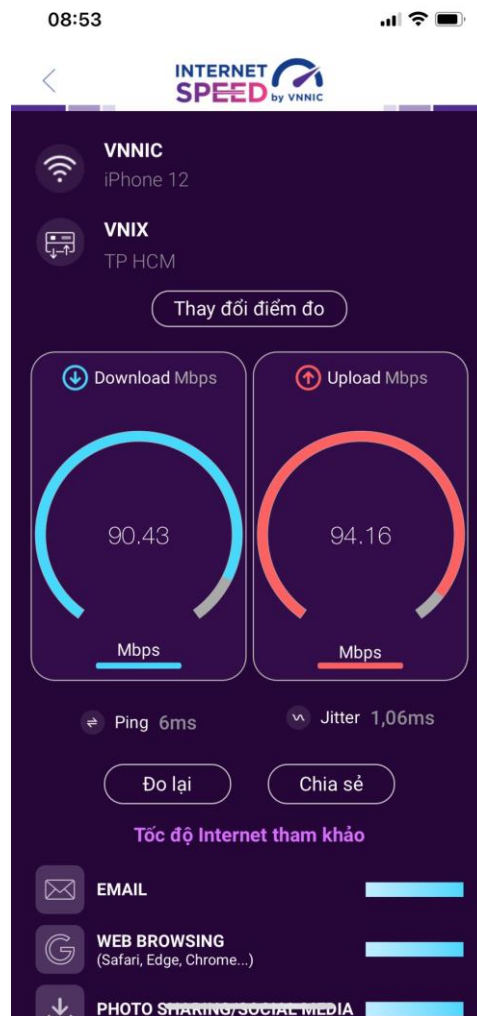 08:53
INTERNET
SPEED by VNNIC
VNNIC
iPhone 12
VNIX
TP HCM
Thay đổi điểm đo
Download Mbps
Upload Mbps
90.43
94.16
Mbps
Mbps
Ping 6ms
Jitter 1,06ms
Đo lại
Chia sẻ
Tốc độ Internet tham khảo
EMAIL
WEB BROWSING
(Safari, Edge, Chrome...)
PHOTO SHARING/SOCIAL MEDIA